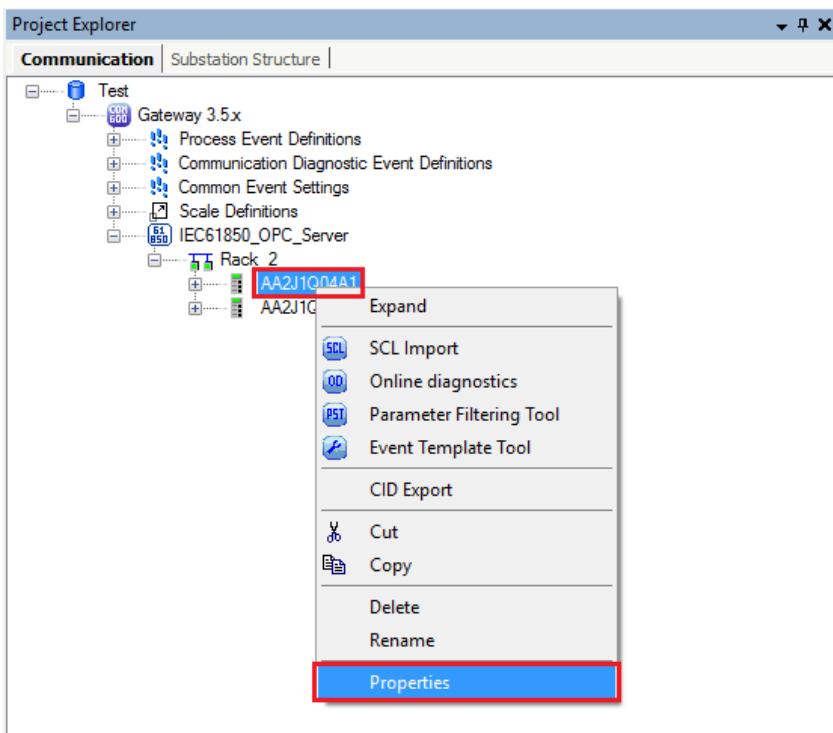 Project Explorer
Communication Substation Structure
Test
Gateway 3.5.x
Process Event Definitions
Communication Diagnostic Event Definitions
Common Event Settings
Scale Definitions
IEC61850_OPC_Server
Rack_2
AA2J1Q04A1
AA2J1Q
Expand
SCL Import
Online diagnostics
Parameter Filtering Tool
Event Template Tool
CID Export
Cut
Copy
Delete
Rename
Properties